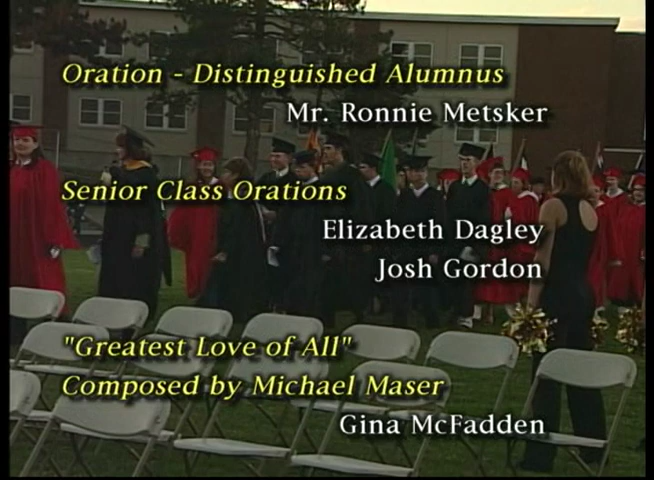 Oration - Distinguished Alumnus
Mr. Ronnie Metsker
Senior Class Orations
Elizabeth Dagley
Josh Gordon
"Greatest Love of All"
Composed by Michael Maser
Gina McFadden